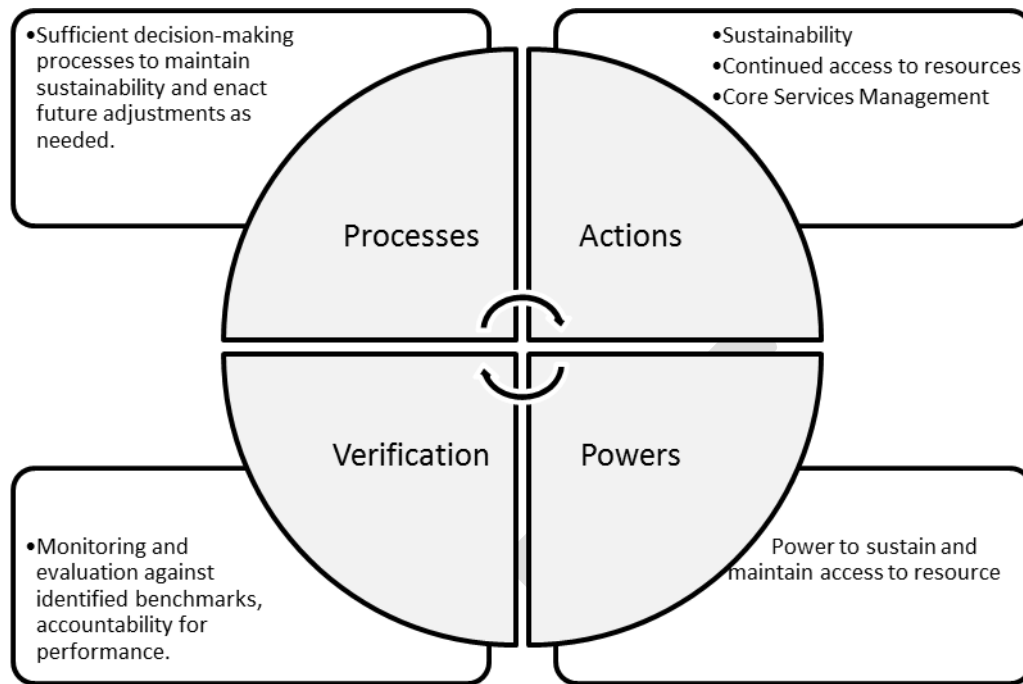 •Sufficient decision-making
processes to maintain
sustainability and enact
future adjustments as
needed.
•Sustainability
•Continued access to resources
•Core Services Management
Processes
Actions
Verification
Powers
•Monitoring and
evaluation against
identified benchmarks,
accountability for
performance.
Power to sustain and
maintain access to resource